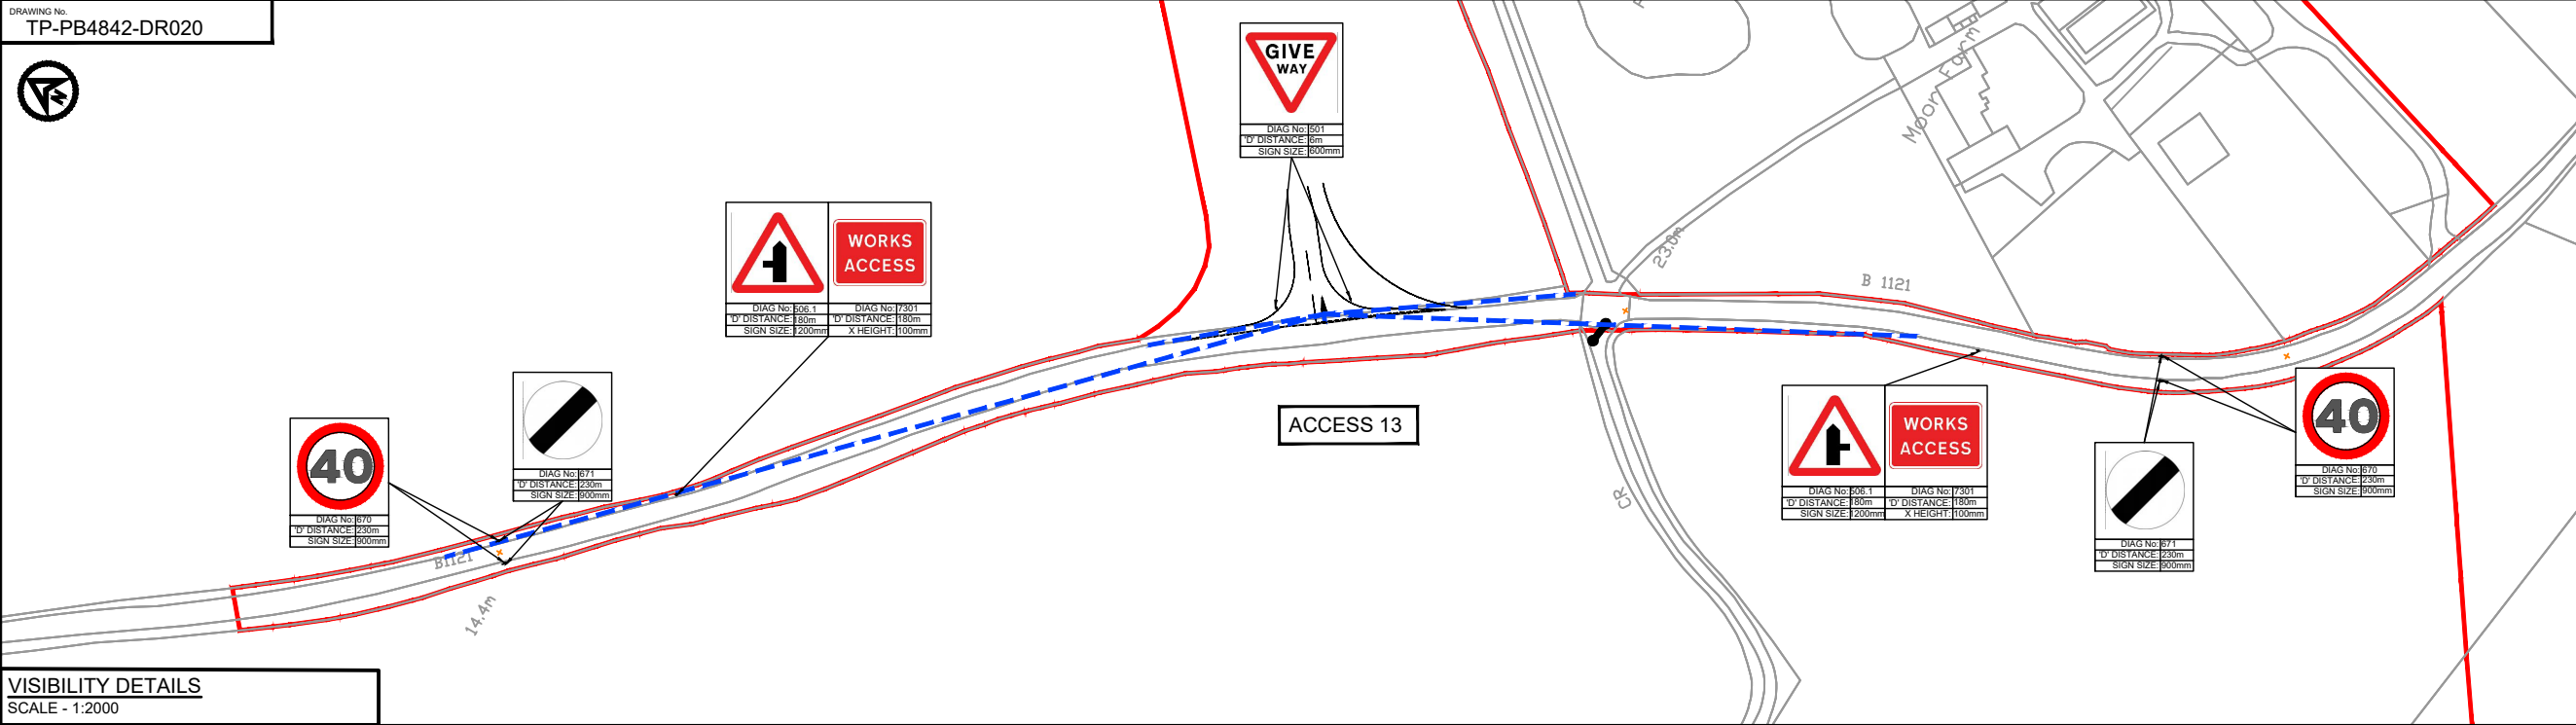 DRAWING No.
TP-PB4842-DR020
GIVE
WAY
DIAG No: 501
'D' DISTANCE: 6m
SIGN SIZE: 600mm
Moor Farm
WORKS
ACCESS
DIAG No: 506.1 DIAG No: 7301
'D' DISTANCE: 180m 'D' DISTANCE: 180m
SIGN SIZE: 1200mm X HEIGHT: 100mm
23.0m
B 1121
40
DIAG No: 670
'D' DISTANCE: 230m
SIGN SIZE: 900mm
DIAG No: 671
'D' DISTANCE: 230m
SIGN SIZE: 900mm
ACCESS 13
WORKS
ACCESS
DIAG No: 506.1 DIAG No: 7301
'D' DISTANCE: 180m 'D' DISTANCE: 180m
SIGN SIZE: 1200mm X HEIGHT: 100mm
40
DIAG No: 670
'D' DISTANCE: 230m
SIGN SIZE: 900mm
DIAG No: 671
'D' DISTANCE: 230m
SIGN SIZE: 900mm
CR
B1121
14.4m
VISIBILITY DETAILS
SCALE - 1:2000